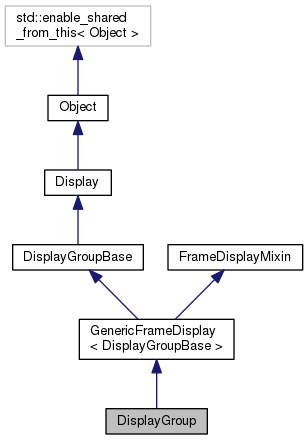 std::enable_shared
_from_this< Object >
Object
Display
DisplayGroupBase
FrameDisplayMixin
GenericFrameDisplay
< DisplayGroupBase >
DisplayGroup